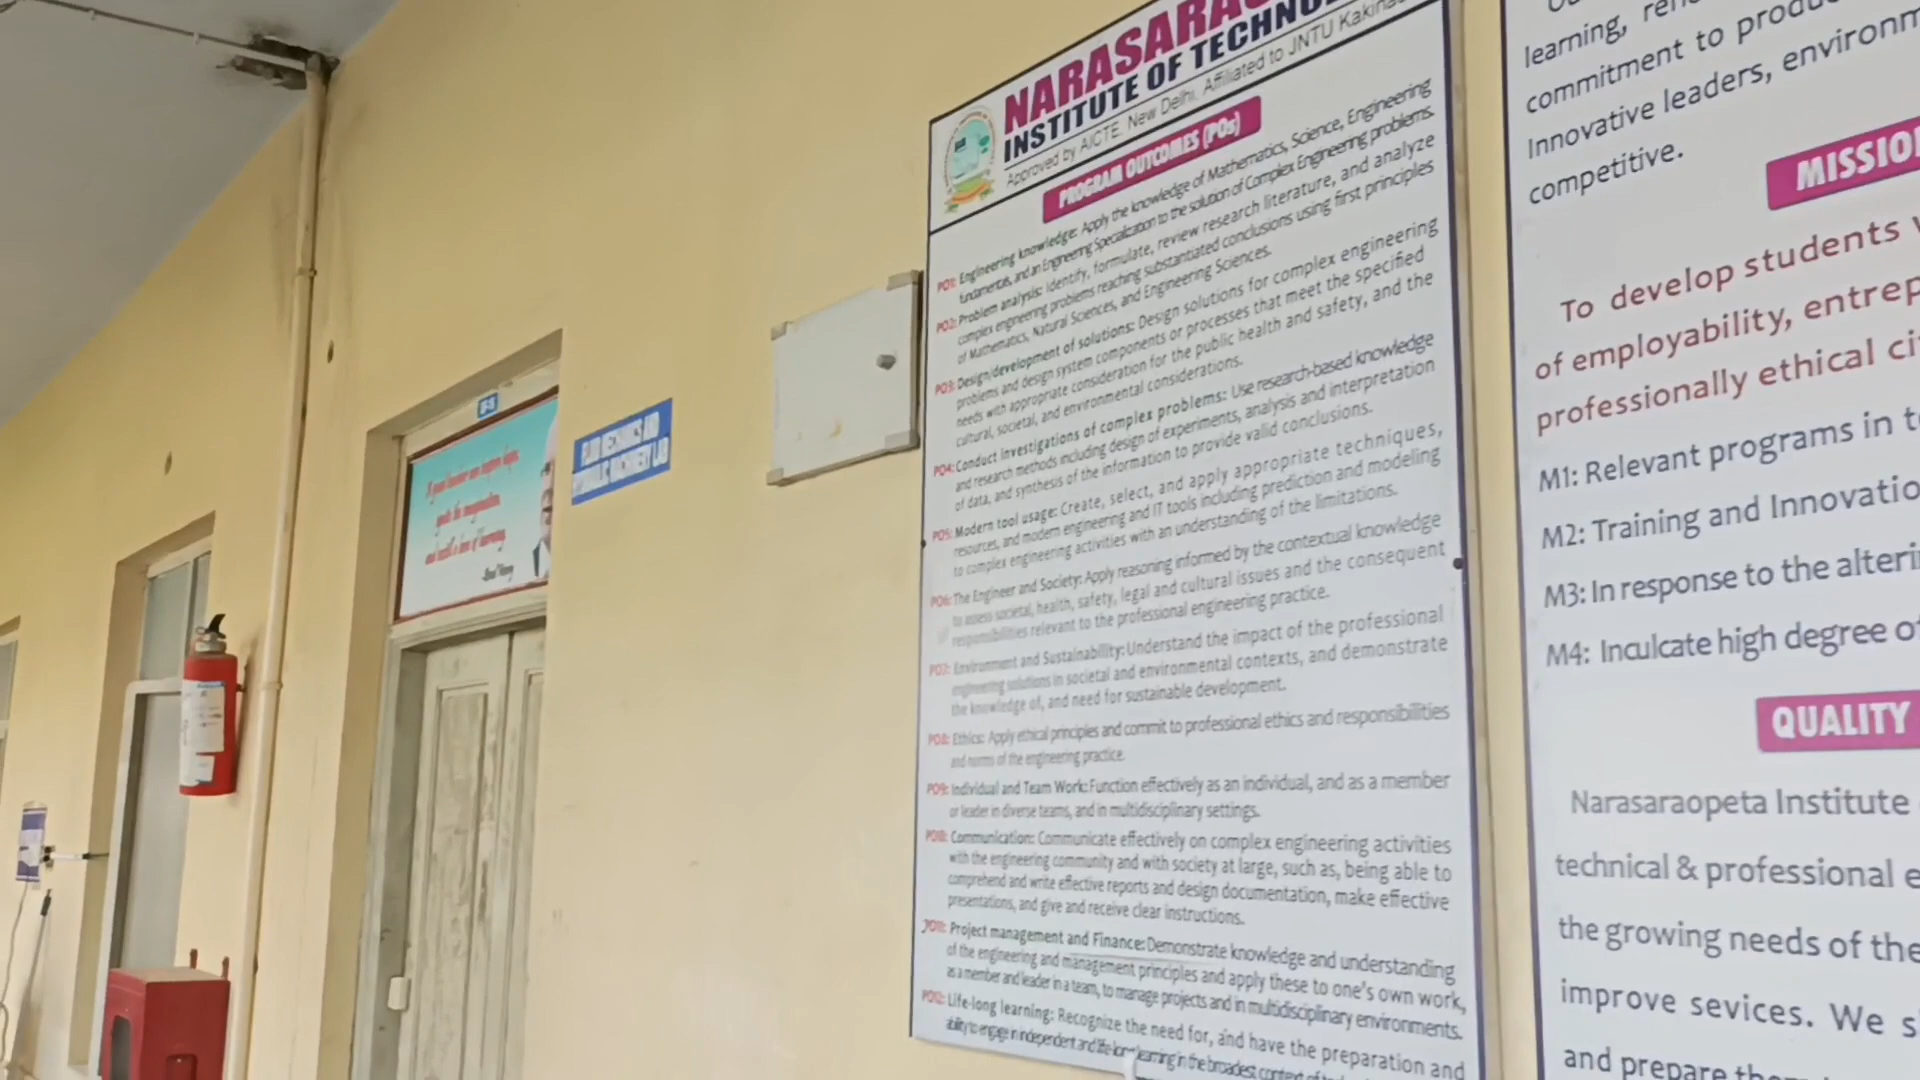 NARASARAO
INSTITUTE OF TECHNOL
Approved by AICTE, New Delhi, Affiliated to JNTU Kakinad
PROGRAM OUTCOMES (POs)
PO1: Engineering knowledge: Apply the knowledge of Mathematics, Science, Engineering
fundamentals, and an Engineering Specialization to the solution of Complex Engineering problems.
PO2: Problem analysis: Identify, formulate, review research literature, and analyze
complex engineering problems reaching substantiated conclusions using first principles
of Mathematics, Natural Sciences, and Engineering Sciences.
PO3: Design/development of solutions: Design solutions for complex engineering
problems and design system components or processes that meet the specified
needs with appropriate consideration for the public health and safety, and the
cultural, societal, and environmental considerations.
PO4: Conduct Investigations of complex problems: Use research-based knowledge
and research methods including design of experiments, analysis and interpretation
of data, and synthesis of the information to provide valid conclusions.
PO5: Modern tool usage: Create, select, and apply appropriate techniques,
resources, and modern engineering and IT tools including prediction and modeling
to complex engineering activities with an understanding of the limitations.
PO6: The Engineer and Society: Apply reasoning informed by the contextual knowledge
to assess societal, health, safety, legal and cultural issues and the consequent
responsibilities relevant to the professional engineering practice.
PO7: Environment and Sustainability: Understand the impact of the professional
engineering solutions in societal and environmental contexts, and demonstrate
the knowledge of, and need for sustainable development.
PO8: Ethics: Apply ethical principles and commit to professional ethics and responsibilities
and norms of the engineering practice.
PO9: Individual and Team Work: Function effectively as an individual, and as a member
or leader in diverse teams, and in multidisciplinary settings.
PO10: Communication: Communicate effectively on complex engineering activities
with the engineering community and with society at large, such as, being able to
comprehend and write effective reports and design documentation, make effective
presentations, and give and receive clear instructions.
PO11: Project management and Finance: Demonstrate knowledge and understanding
of the engineering and management principles and apply these to one's own work,
as a member and leader in a team, to manage projects and in multidisciplinary environments.
PO12: Life-long learning: Recognize the need for, and have the preparation and
ability to engage in independent and life-long learning in the broadest context of
learning,
commitment to produ
Innovative leaders, environm
competitive.
MISSION
To develop students
of employability, entrep
professionally ethical ci
M1: Relevant programs in t
M2: Training and Innovatio
M3: In response to the alteri
M4: Inculcate high degree of
QUALITY
Narasaraopeta Institute
technical & professional e
the growing needs of the
improve sevices. We s
and prepare
FLUID MECHANICS AND
HYDRAULIC MACHINERY LAB
and instill a love of learning.